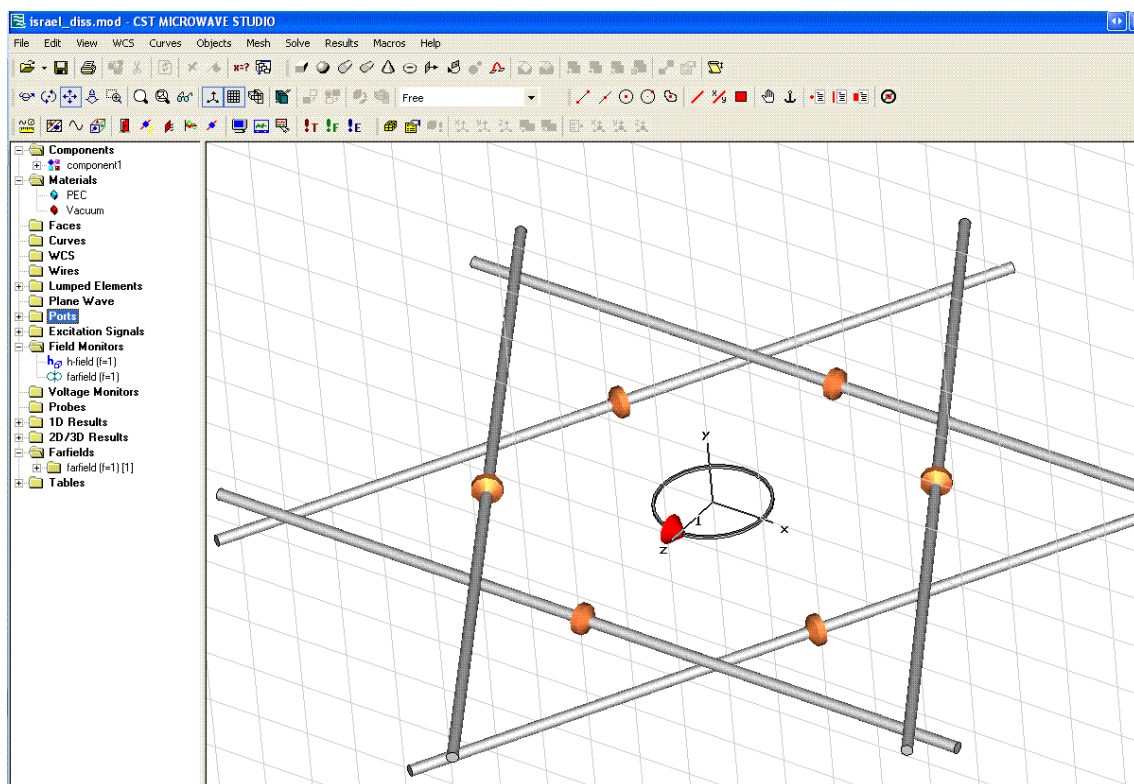 israel_diss.mod - CST MICROWAVE STUDIO
File Edit View WCS Curves Objects Mesh Solve Results Macros Help
x=? 
Free
x/y
!T !F !E
Components
component1
Materials
PEC
Vacuum
Faces
Curves
WCS
Wires
Lumped Elements
Plane Wave
Ports
Excitation Signals
Field Monitors
h-field (f=1)
farfield (f=1)
Voltage Monitors
Probes
1D Results
2D/3D Results
Farfields
farfield (f=1) [1]
Tables
y
x
1
z